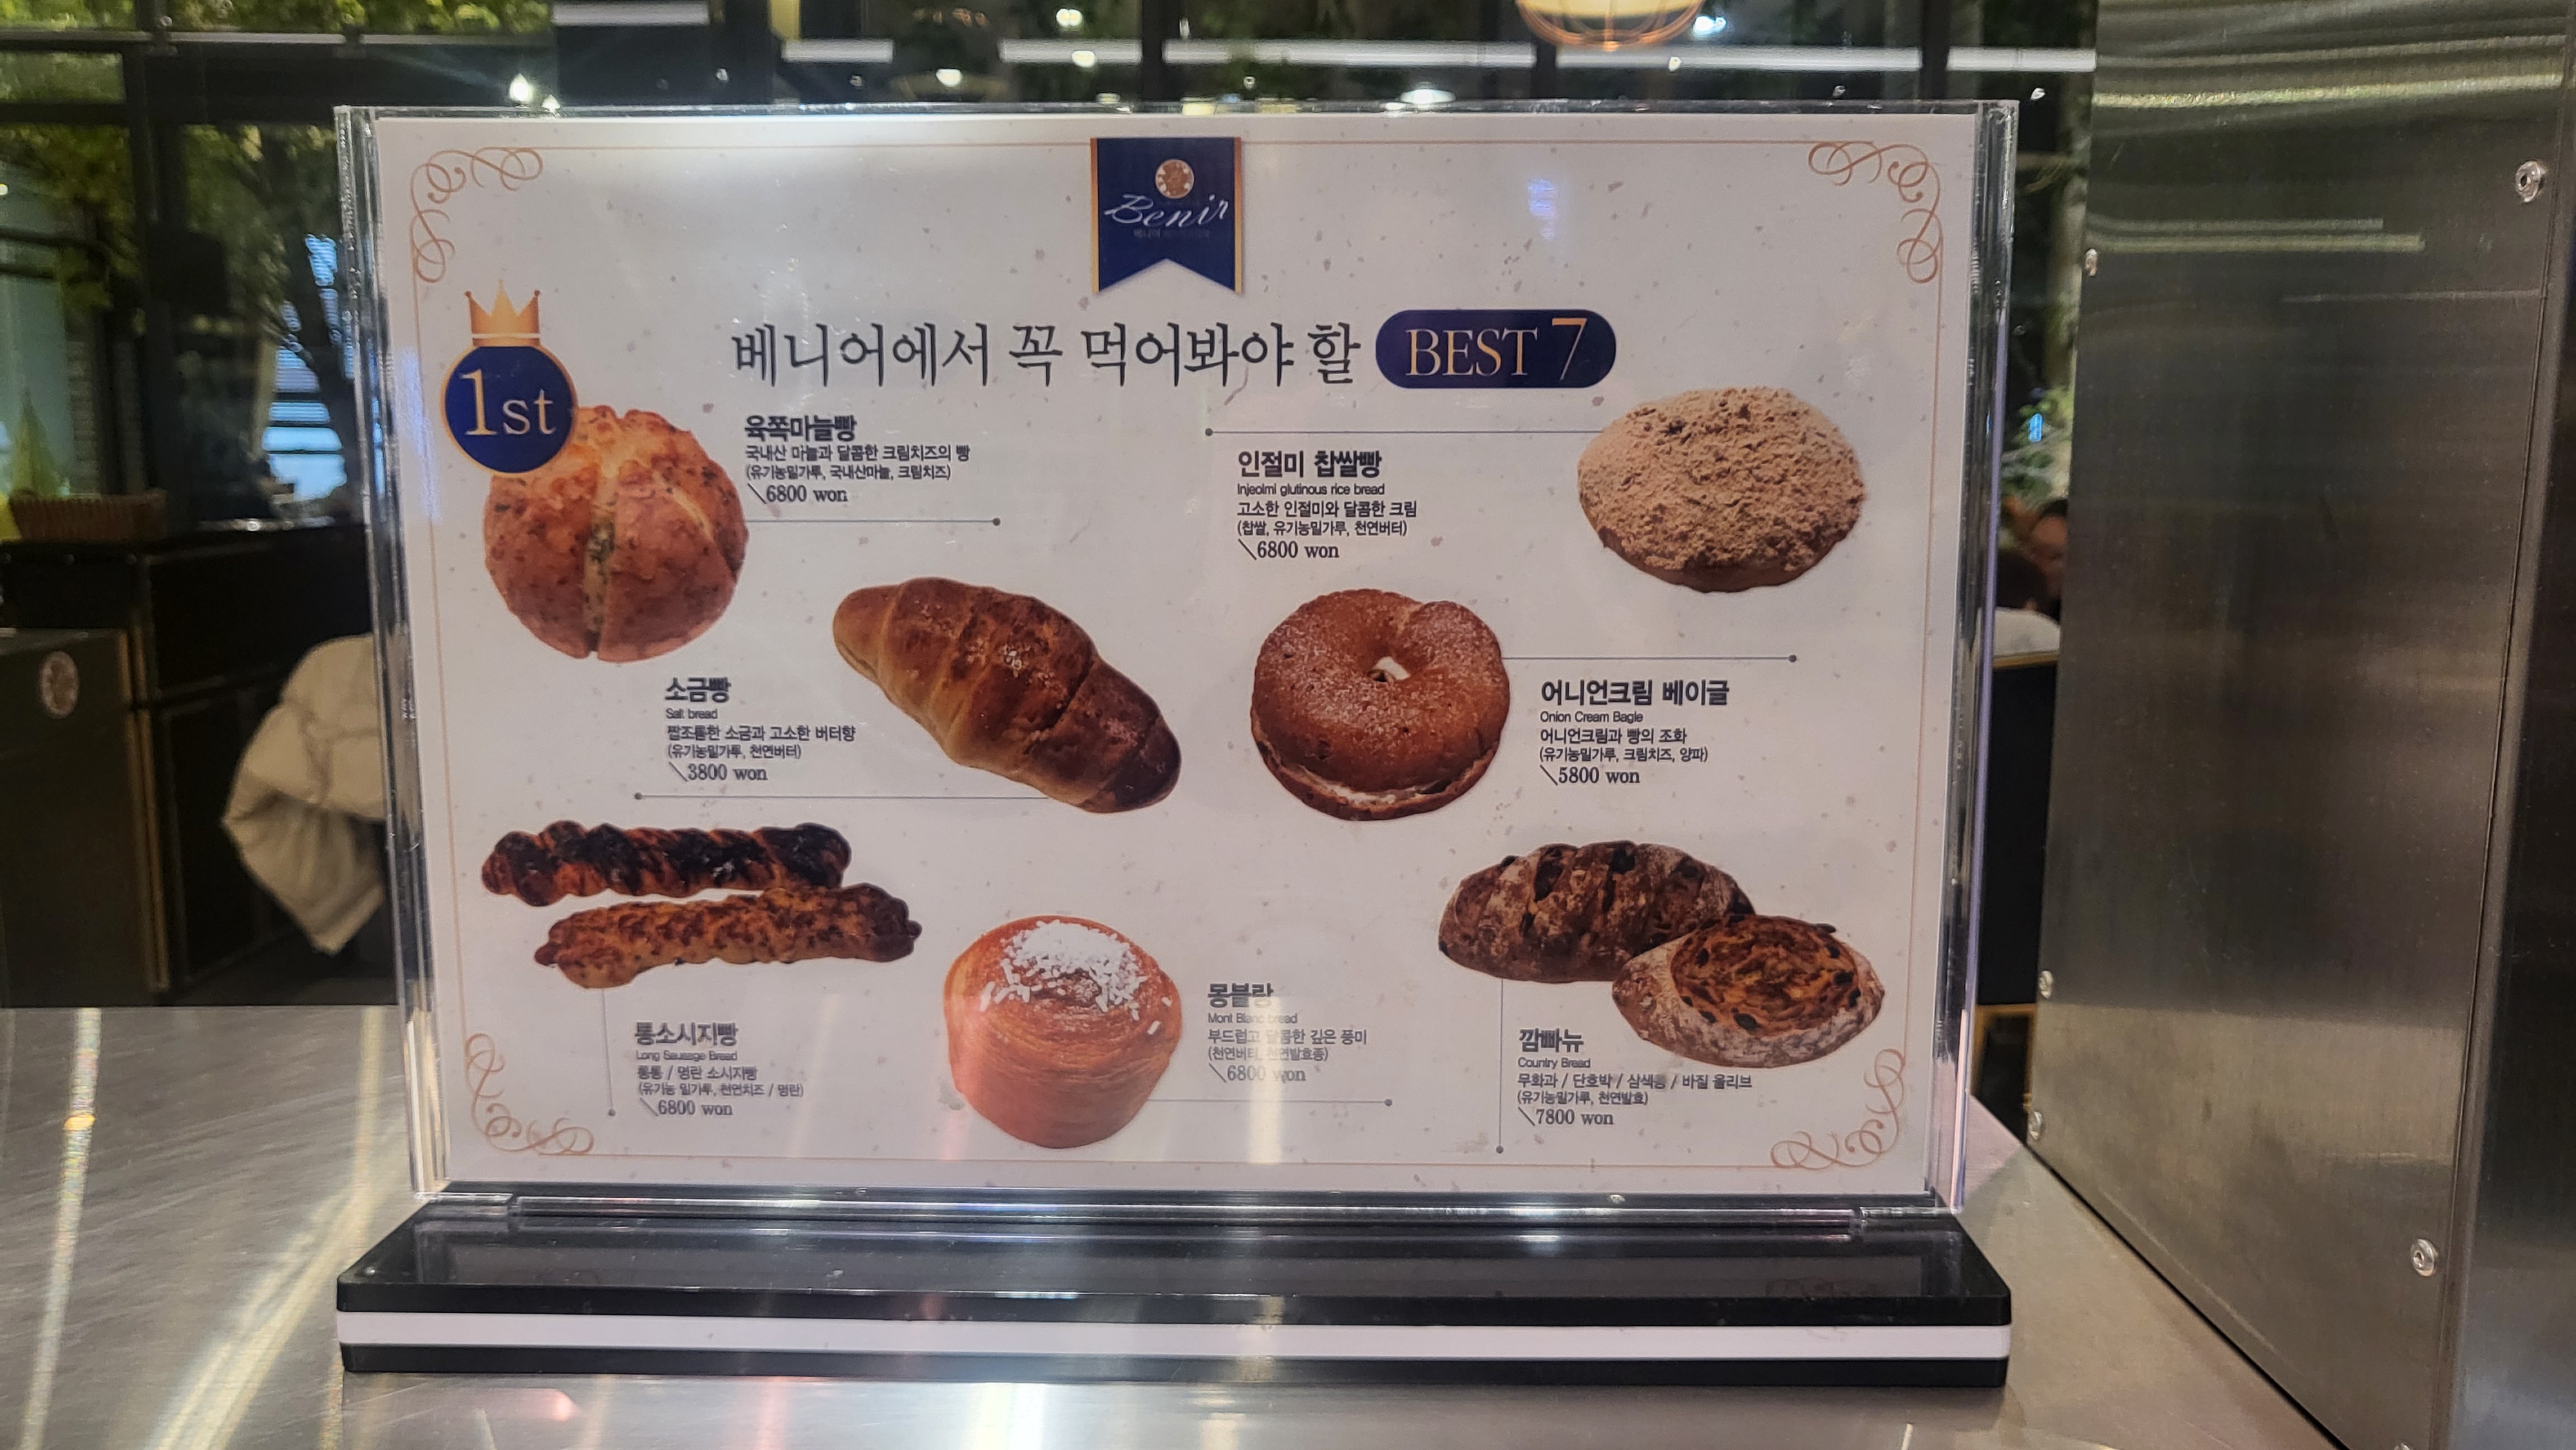 Benir
베니어
베니어에서 꼭 먹어봐야 할 BEST 7
1st
육쪽마늘빵
국내산 마늘과 달콤한 크림치즈의 빵
(유기농밀가루, 국내산마늘, 크림치즈)
\6800 won
인절미 찹쌀빵
Injeolmi glutinous rice bread
고소한 인절미와 달콤한 크림
(찹쌀, 유기농밀가루, 천연버터)
\6800 won
소금빵
Salt bread
짭조름한 소금과 고소한 버터향
(유기농밀가루, 천연버터)
\3800 won
어니언크림 베이글
Onion Cream Bagle
어니언크림과 빵의 조화
(유기농밀가루, 크림치즈, 양파)
\5800 won
통소시지빵
Long Sausage Bread
통통 / 명란 소시지빵
(유기농 밀가루, 천연치즈 / 명란)
\6800 won
몽블랑
Mont Blanc bread
부드럽고 달콤한 깊은 풍미
(천연버터, 천연발효종)
\6800 won
깜빠뉴
Country Bread
무화과 / 단호박 / 삼색콩 / 바질 올리브
(유기농밀가루, 천연발효)
\7800 won